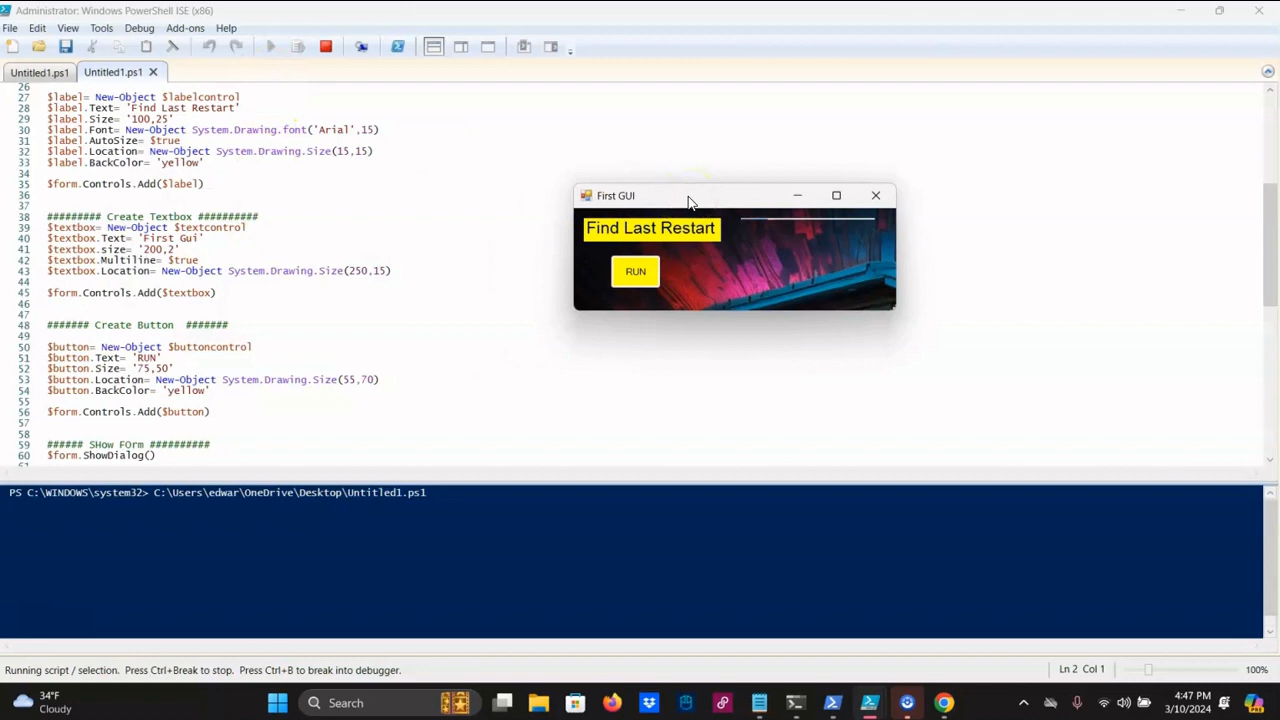 Administrator: Windows PowerShell ISE (x86)
File Edit View Tools Debug Add-ons Help
Untitled1.ps1 Untitled1.ps1
26
27 $label= New-Object $labelcontrol
28 $label.Text= 'Find Last Restart'
29 $label.Size= '100,25'
30 $label.Font= New-Object System.Drawing.font('Arial',15)
31 $label.AutoSize= $true
32 $label.Location= New-Object System.Drawing.Size(15,15)
33 $label.BackColor= 'yellow'
34
35 $form.Controls.Add($label)
36
37
38 ######### Create Textbox ##########
39 $textbox= New-Object $textcontrol
40 $textbox.Text= 'First Gui'
41 $textbox.size= '200,2'
42 $textbox.Multiline= $true
43 $textbox.Location= New-Object System.Drawing.Size(250,15)
44
45 $form.Controls.Add($textbox)
46
47
48 ####### Create Button #######
49
50 $button= New-Object $buttoncontrol
51 $button.Text= 'RUN'
52 $button.Size= '75,50'
53 $button.Location= New-Object System.Drawing.Size(55,70)
54 $button.BackColor= 'yellow'
55
56 $form.Controls.Add($button)
57
58
59 ###### SHow FOrm ##########
60 $form.ShowDialog()
First GUI
Find Last Restart
RUN
PS C:\WINDOWS\system32> C:\Users\edwar\OneDrive\Desktop\Untitled1.ps1
Running script / selection. Press Ctrl+Break to stop. Press Ctrl+B to break into debugger.
Ln 2 Col 1
100%
34°F
Cloudy
Search
4:47 PM
3/10/2024